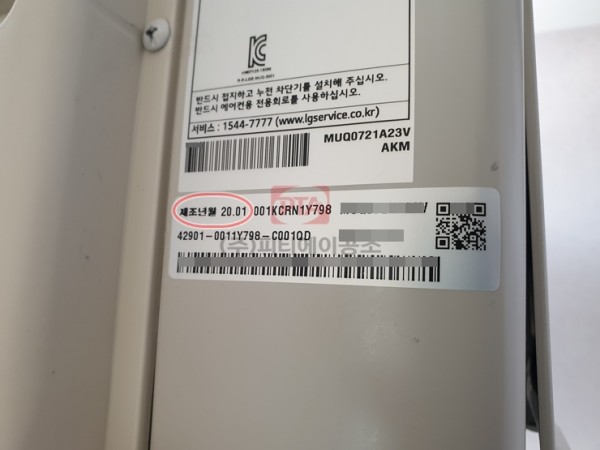 반드시 접지하고 누전 차단기를 설치해 주십시오.
반드시 에어컨용 전용회로를 사용하십시오.
서비스 : 1544-7777 (www.lgservice.co.kr)
MUQ0721A23V
AKM
제조년월 20.01 001KCRN1Y798
PTA
42901-0011Y798-C001QD
(주)피티에이공조